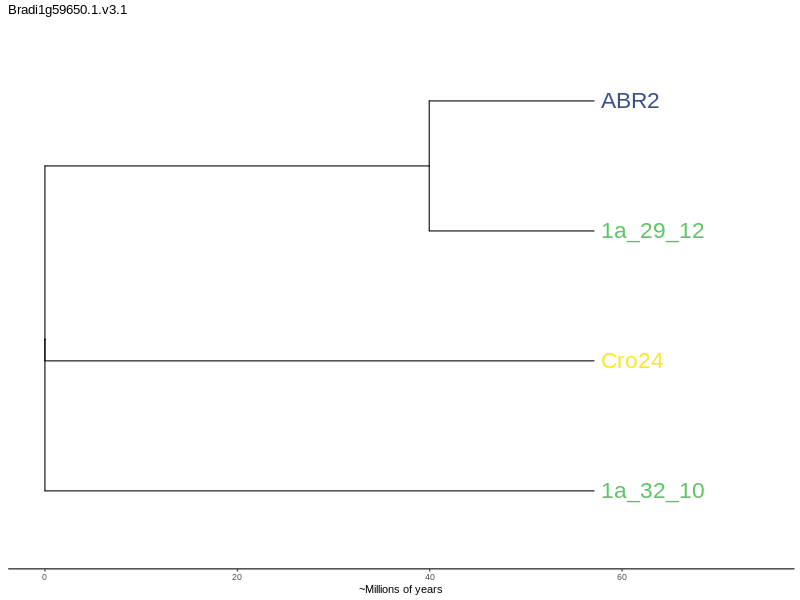 Bradi1g59650.1.v3.1
ABR2
1a_29_12
Cro24
1a_32_10
0 20 40 60
~Millions of years